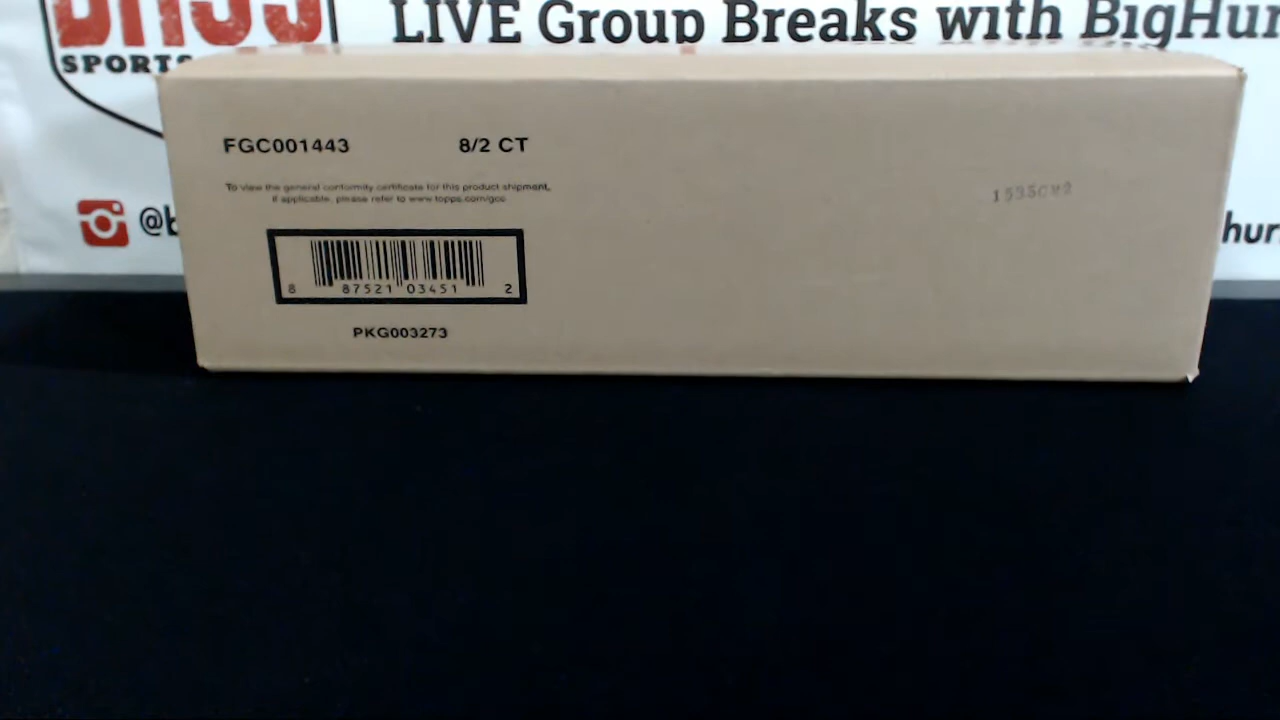 BHSS
SPORTS
LIVE Group Breaks with BigHur
@b
hur
FGC001443 8/2 CT
To view the general conformity certificate for this product shipment,
if applicable, please refer to www.topps.com/gcc
8 87521 03451 2
PKG003273